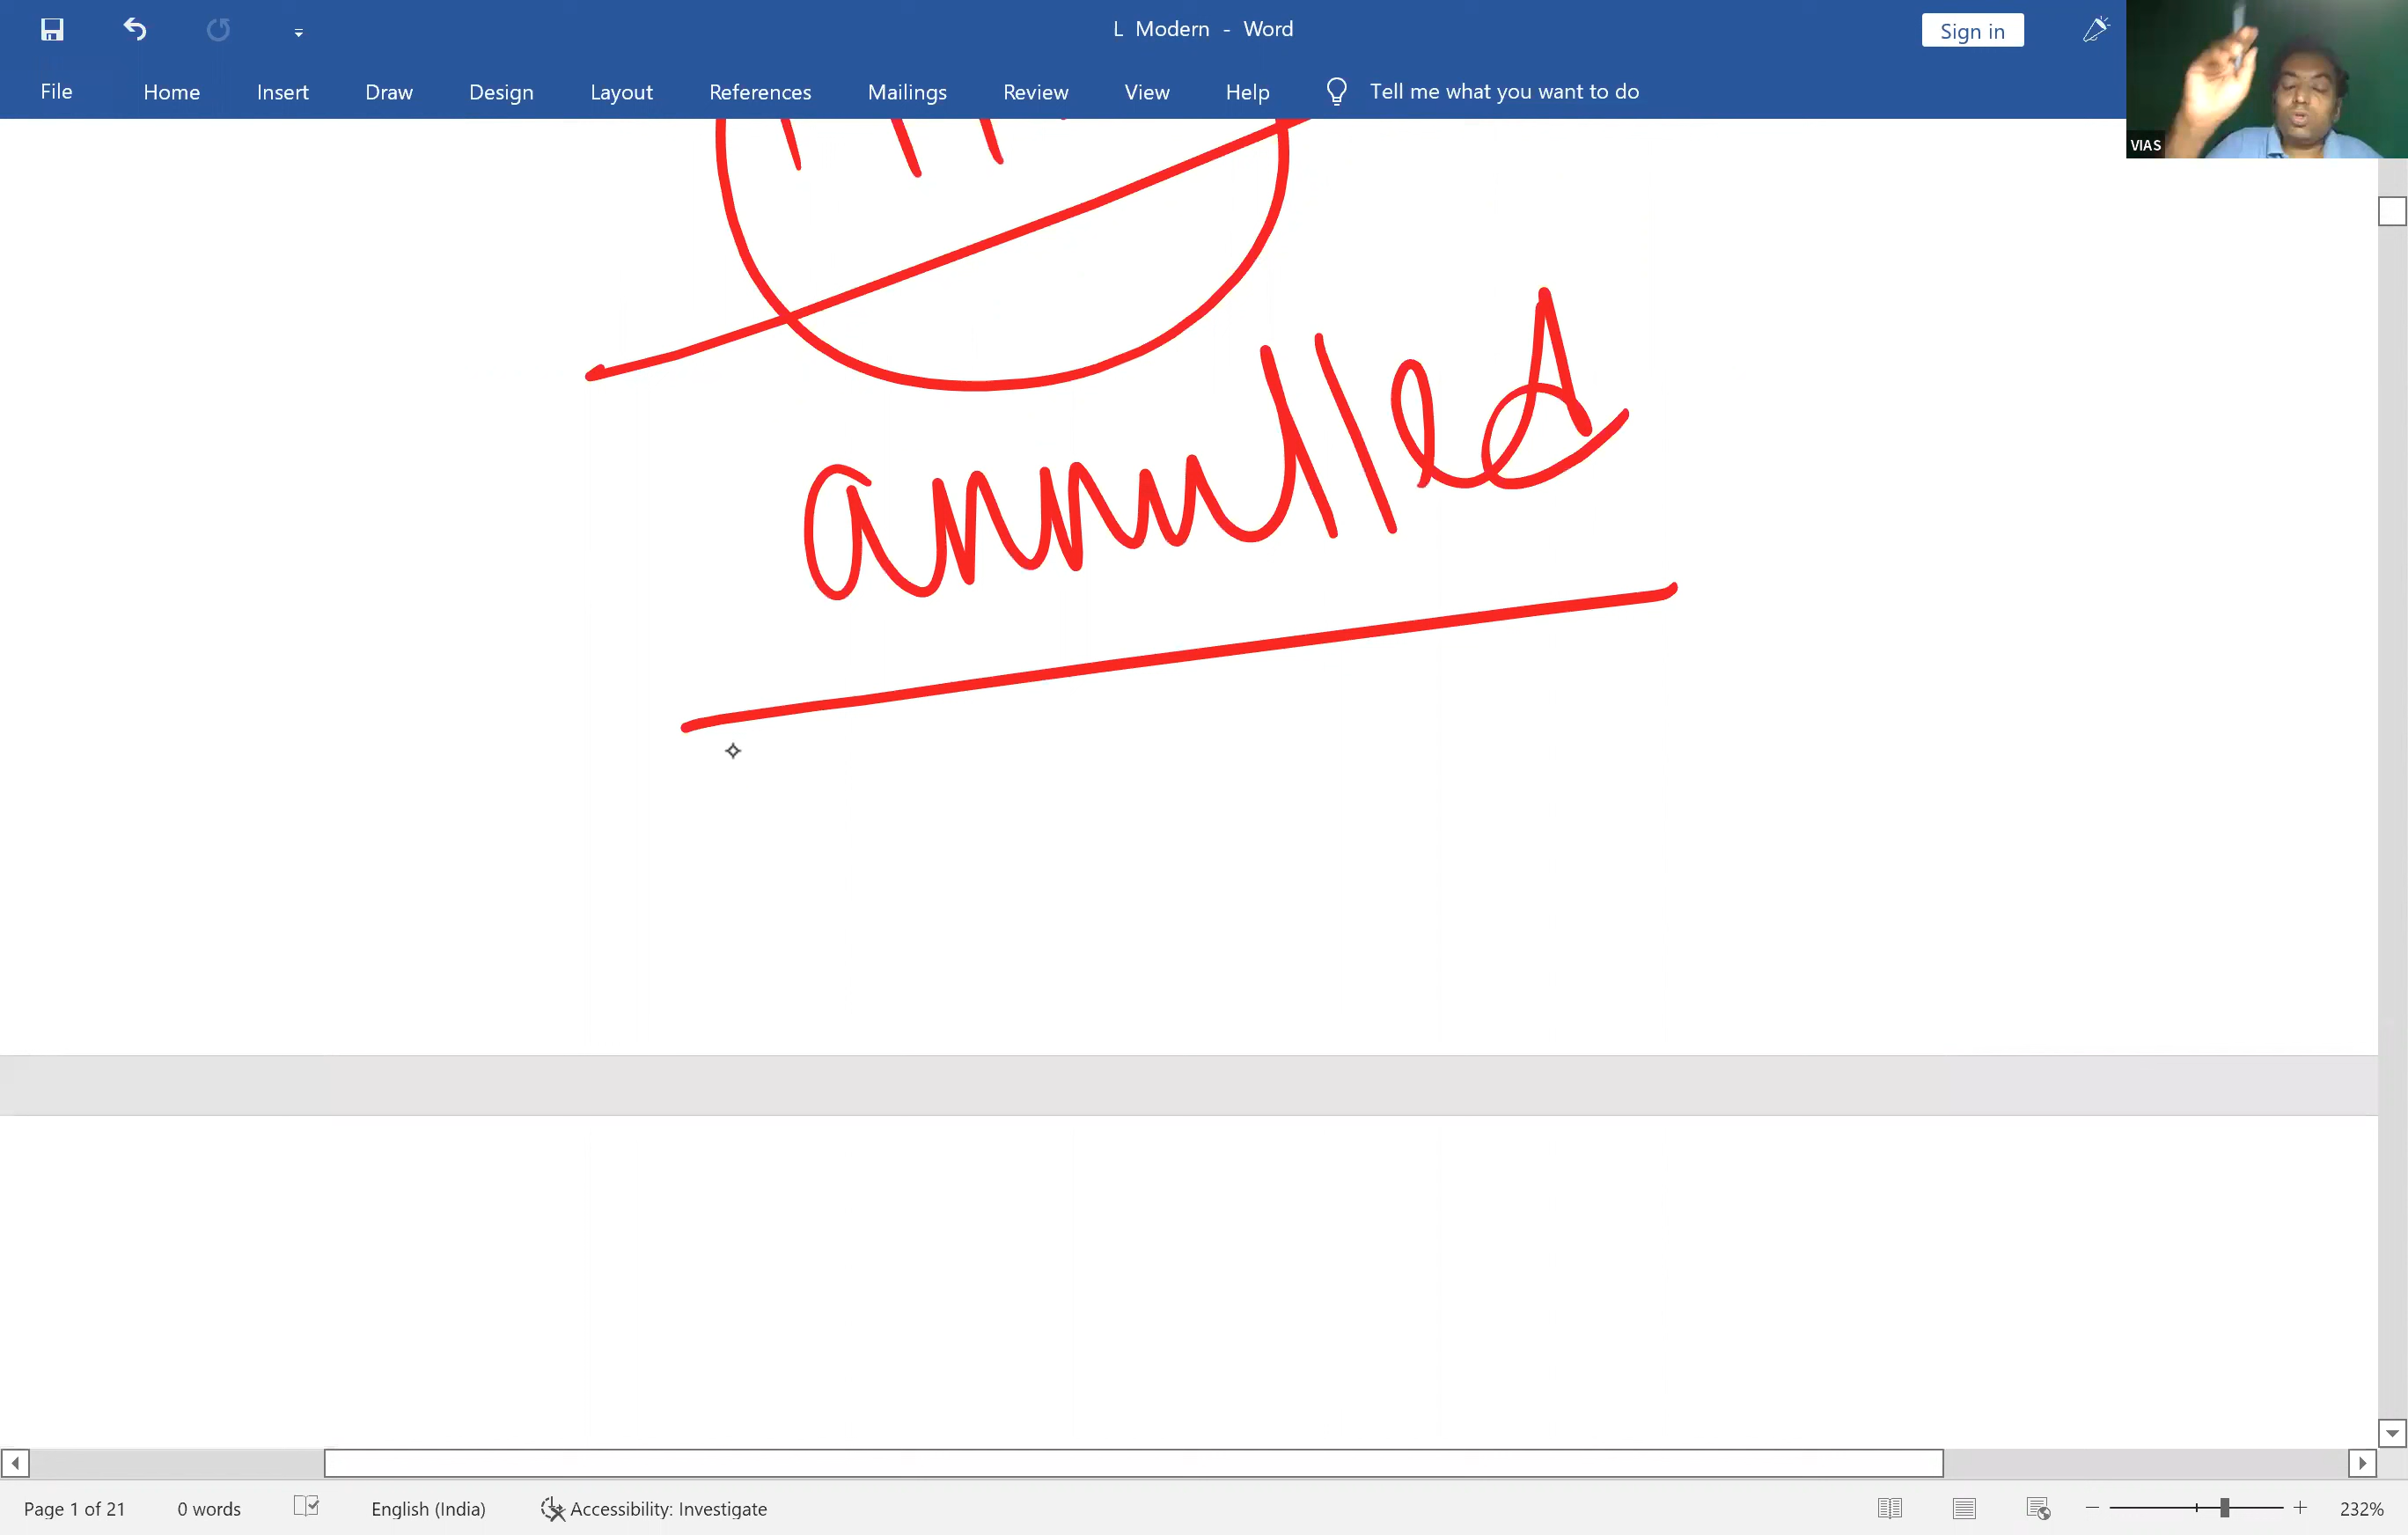 L Modern - Word
Sign in
File Home Insert Draw Design Layout References Mailings Review View Help Tell me what you want to do
VIAS
annulled
Page 1 of 21 0 words English (India) Accessibility: Investigate 232%